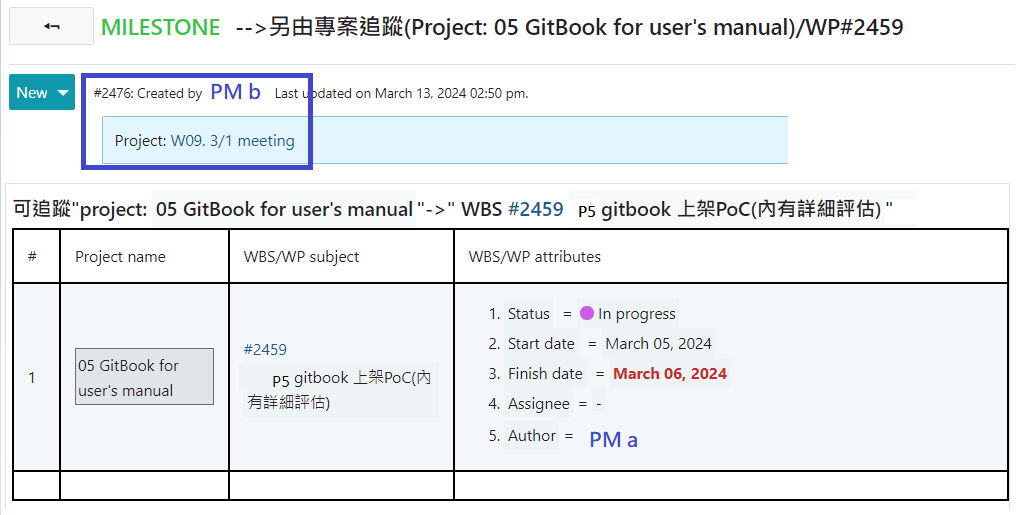 MILESTONE -->另由專案追蹤(Project: 05 GitBook for user's manual)/WP#2459
New #2476: Created by PM b Last updated on March 13, 2024 02:50 pm.
Project: W09. 3/1 meeting
可追蹤"project: 05 GitBook for user's manual "->" WBS #2459 P5 gitbook 上架PoC(內有詳細評估) "
# Project name WBS/WP subject WBS/WP attributes
1
05 GitBook for
user's manual
#2459
P5 gitbook 上架PoC(內
有詳細評估)
1. Status = In progress
2. Start date = March 05, 2024
3. Finish date = March 06, 2024
4. Assignee = -
5. Author = PM a